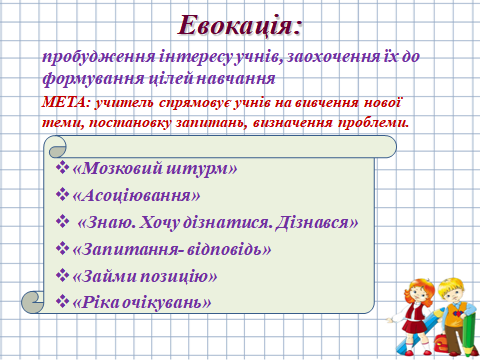 Евокація:
пробудження інтересу учнів, заохочення їх до
формування цілей навчання
МЕТА: учитель спрямовує учнів на вивчення нової
теми, постановку запитань, визначення проблеми.
❖ «Мозковий штурм»
❖ «Асоціювання»
❖ «Знаю. Хочу дізнатися. Дізнався»
❖ «Запитання- відповідь»
❖ «Займи позицію»
❖ «Ріка очікувань»